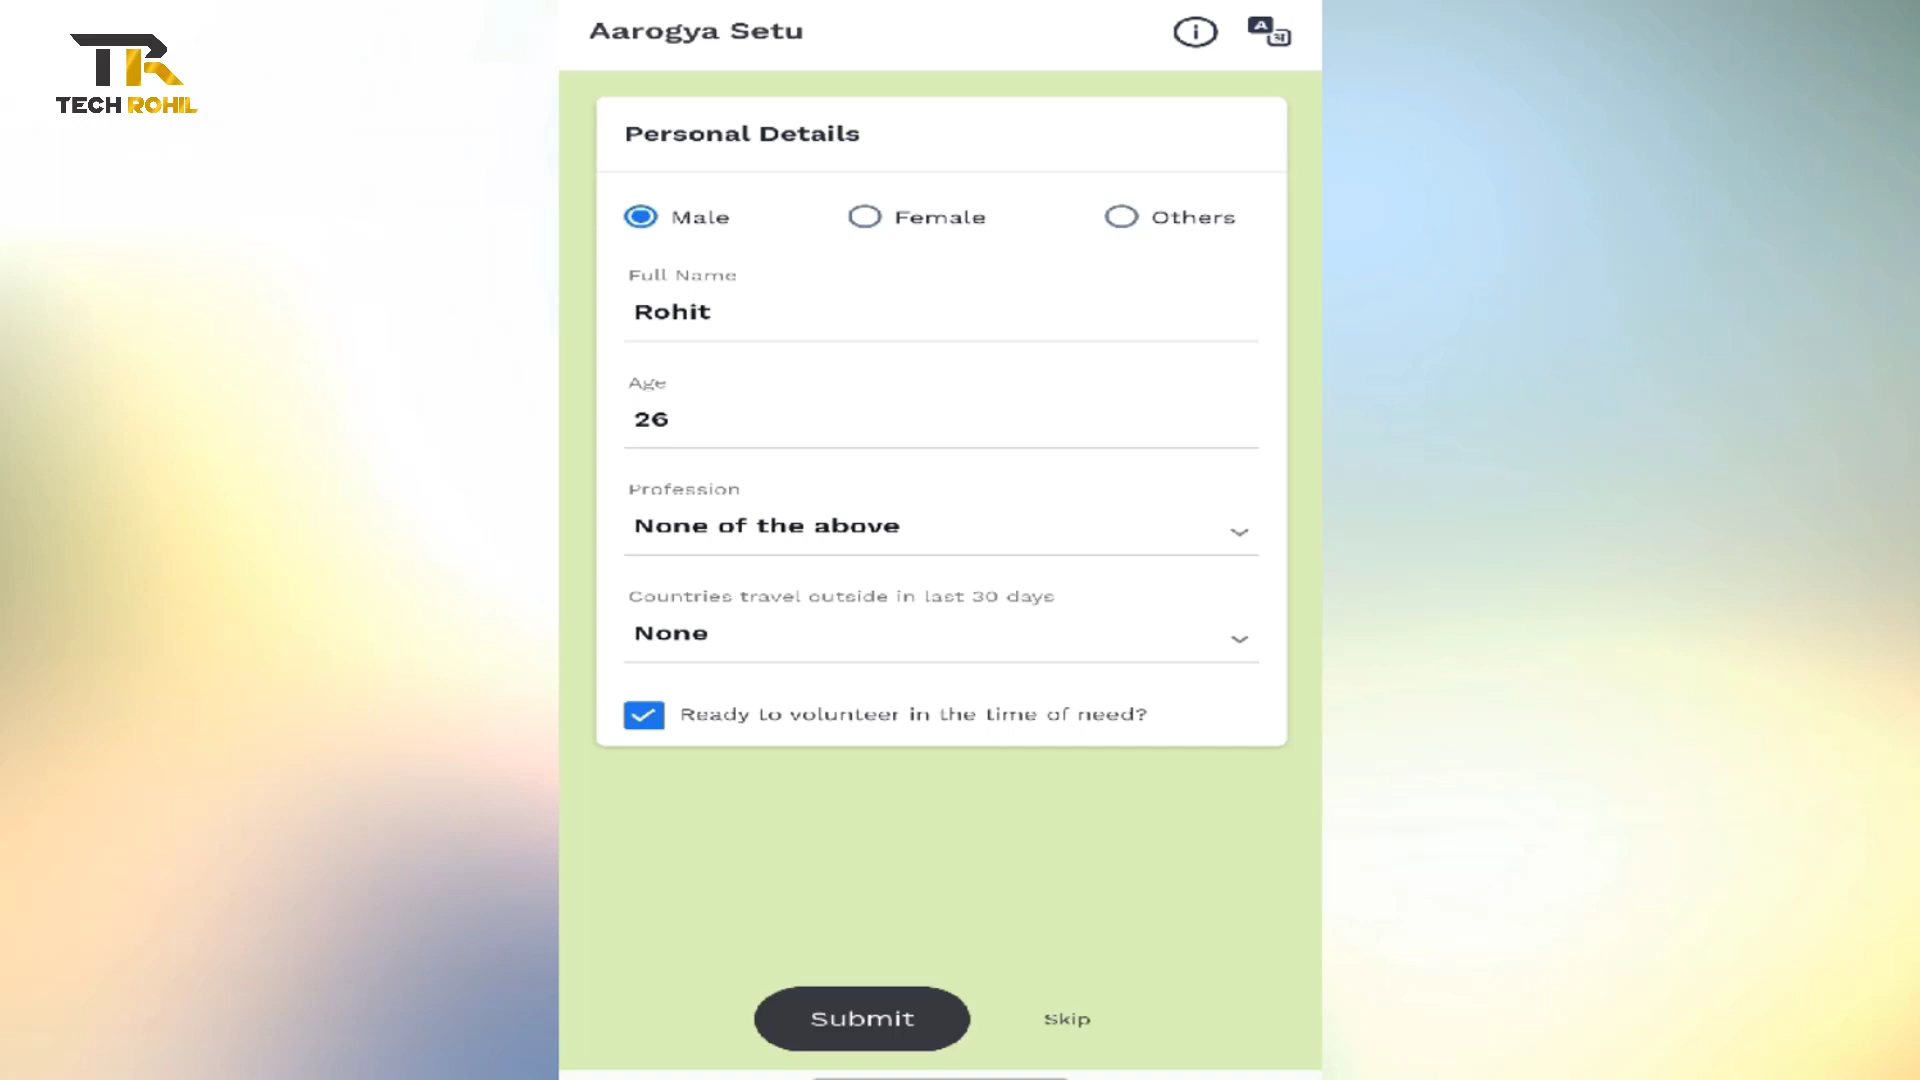 Aarogya Setu
TR
TECH ROHIL
Personal Details
Male Female Others
Full Name
Rohit
Age
26
Profession
None of the above
Countries travel outside in last 30 days
None
Ready to volunteer in the time of need?
Submit Skip